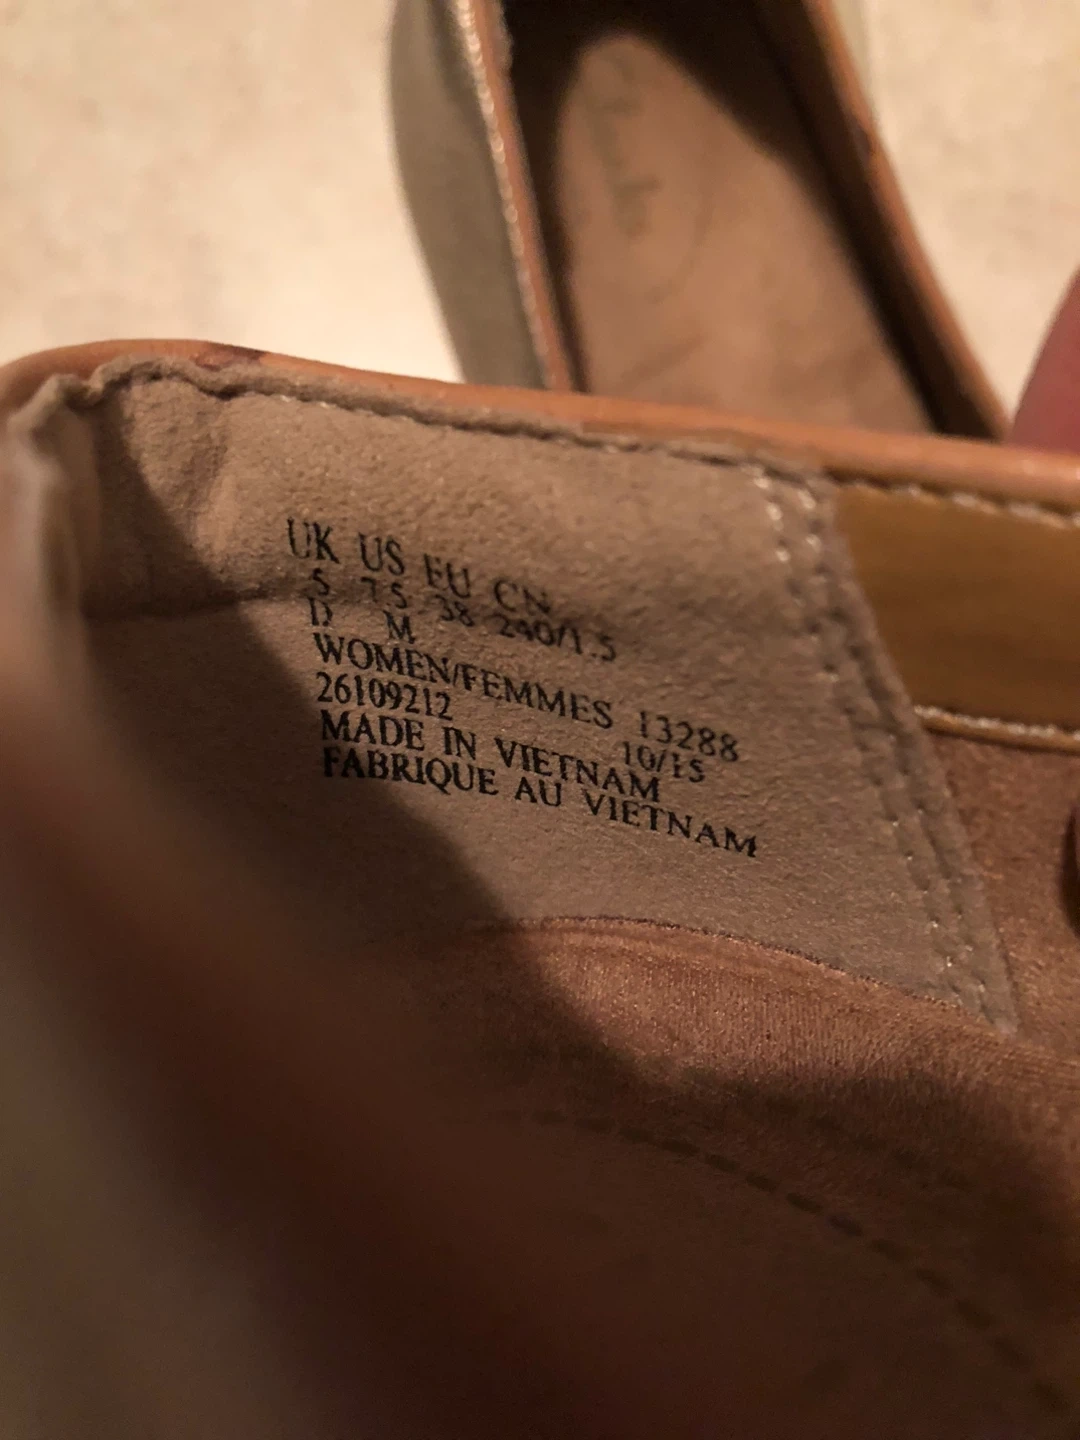 UK US EU CN
5 7.5 38 240/1.5
D M
WOMEN/FEMMES 13288
26109212 10/15
MADE IN VIETNAM
FABRIQUE AU VIETNAM